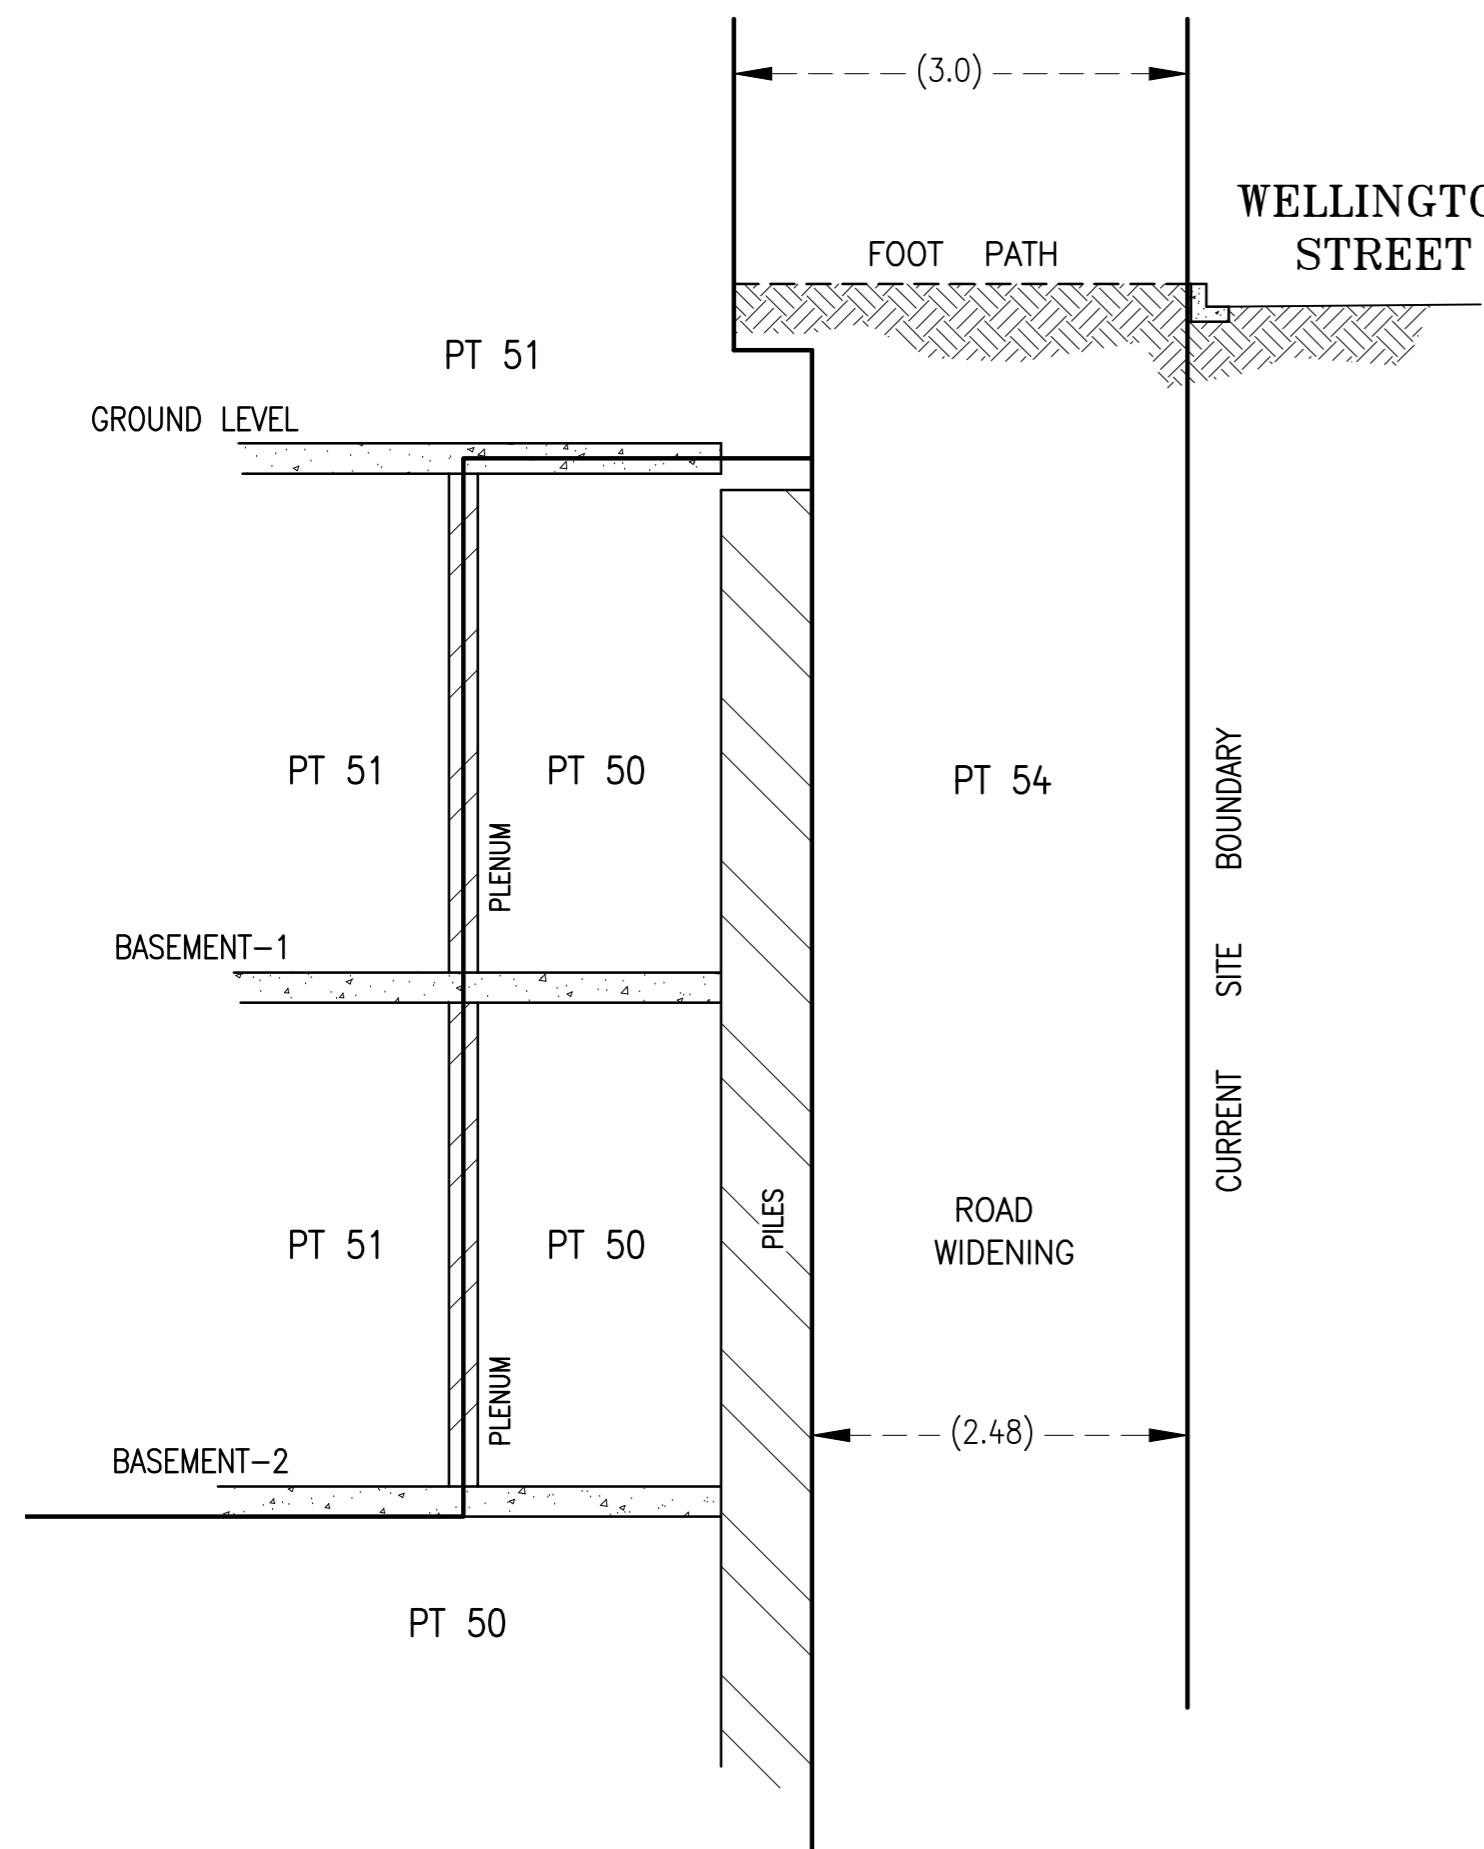 (3.0)
WELLINGTO
STREET
FOOT PATH
PT 51
GROUND LEVEL
PT 51
PT 50
PT 54
PLENUM
BASEMENT-1
CURRENT SITE BOUNDARY
PT 51
PT 50
PILES
ROAD
WIDENING
PLENUM
(2.48)
BASEMENT-2
PT 50